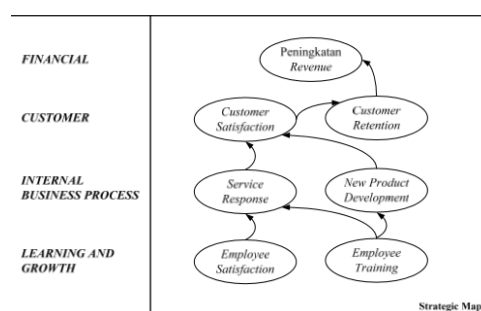 FINANCIAL
Peningkatan
Revenue
CUSTOMER
Customer
Satisfaction
Customer
Retention
INTERNAL
BUSINESS PROCESS
Service
Response
New Product
Development
LEARNING AND
GROWTH
Employee
Satisfaction
Employee
Training
Strategic Map